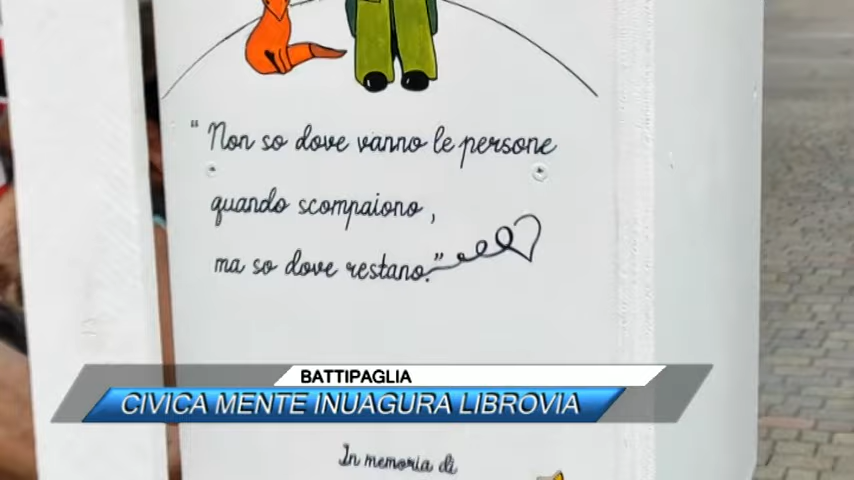 “ Non so dove vanno le persone
quando scompaiono ,
ma so dove restano.”
BATTIPAGLIA
CIVICA MENTE INUAGURA LIBROVIA
In memoria di